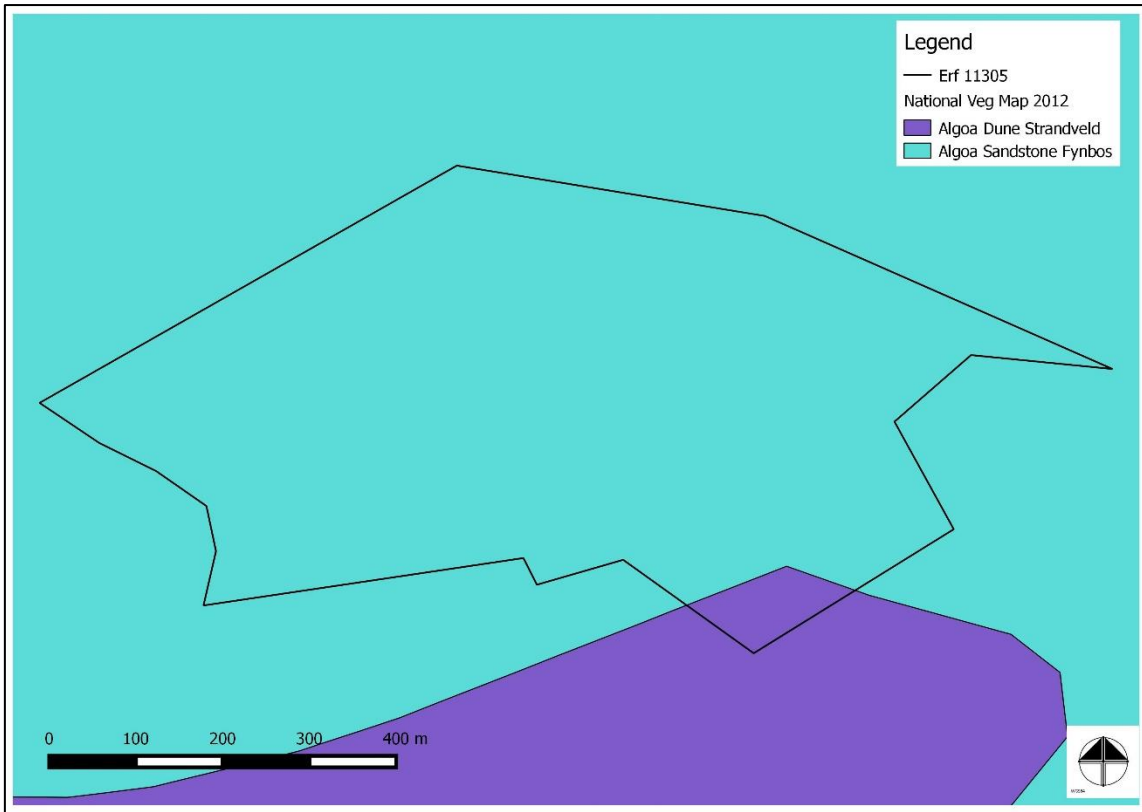 Legend
Erf 11305
National Veg Map 2012
Algoa Dune Strandveld
Algoa Sandstone Fynbos
0 100 200 300 400 m